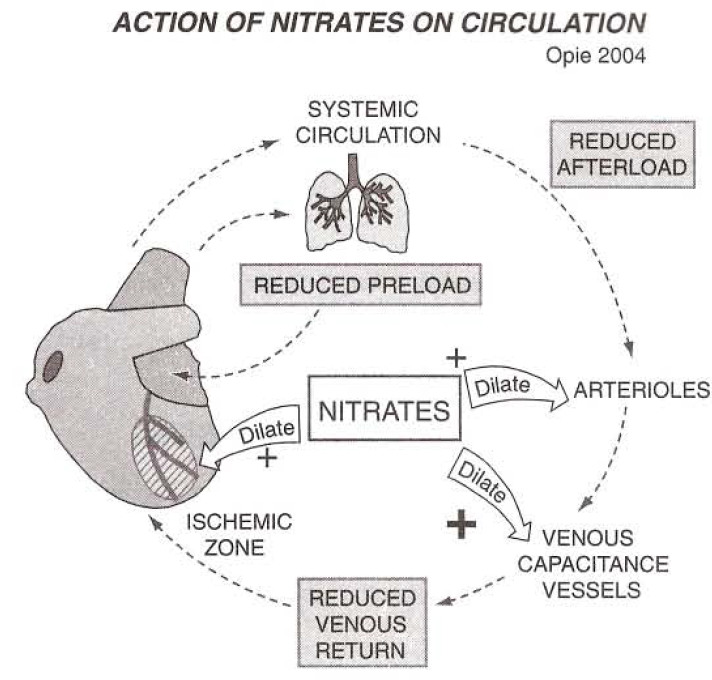 ACTION OF NITRATES ON CIRCULATION
Opie 2004
SYSTEMIC
CIRCULATION
REDUCED
AFTERLOAD
REDUCED PRELOAD
+
Dilate
ARTERIOLES
NITRATES
Dilate
+
Dilate
+
ISCHEMIC
ZONE
VENOUS
CAPACITANCE
VESSELS
REDUCED
VENOUS
RETURN